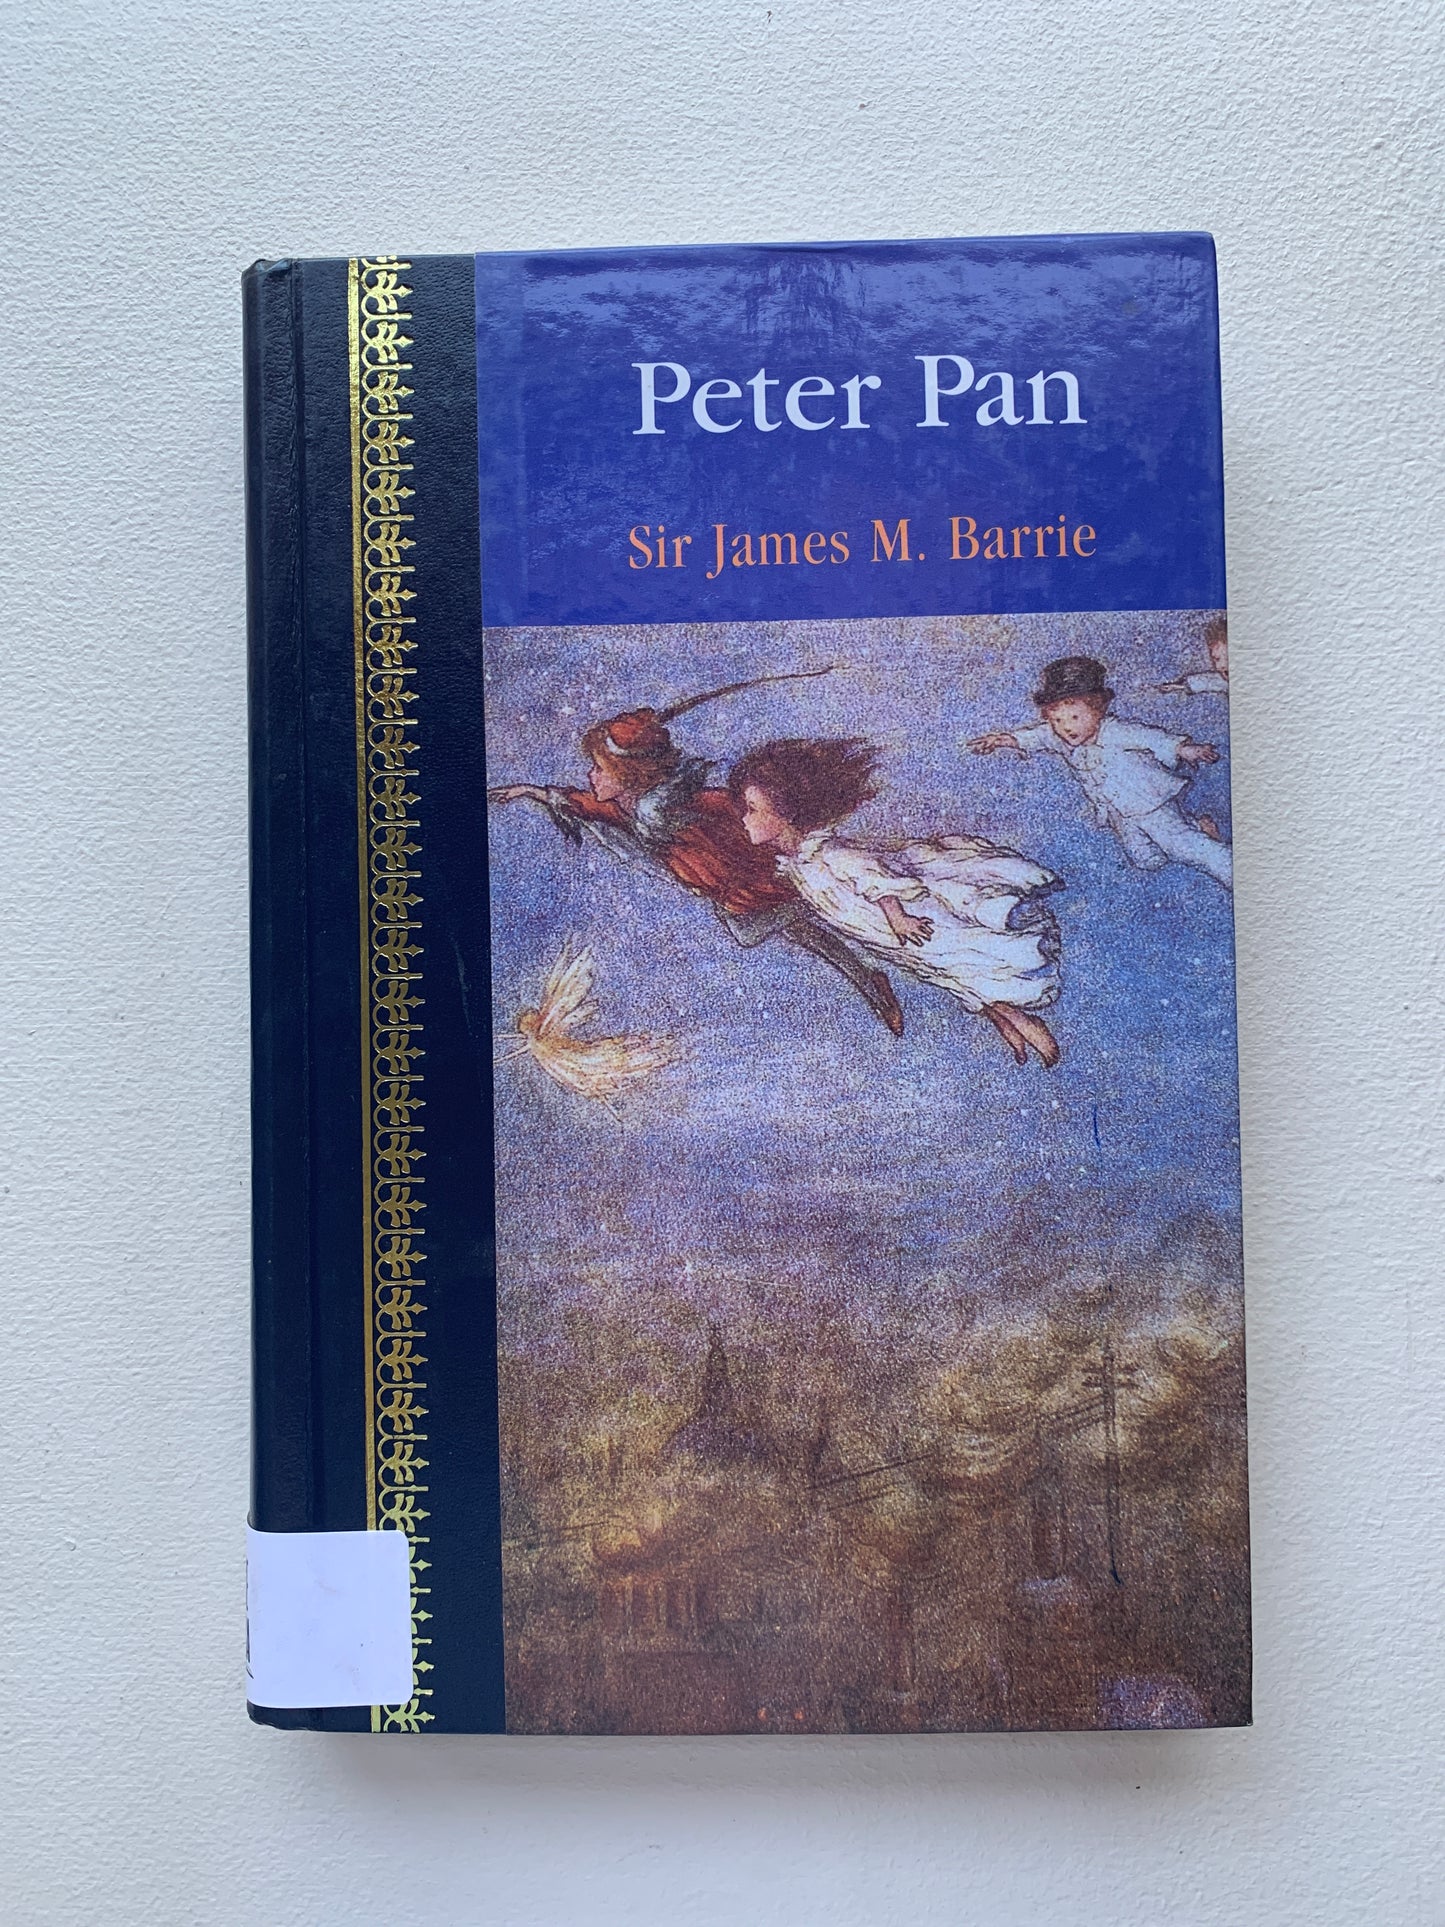 Peter Pan
Sir James M. Barrie